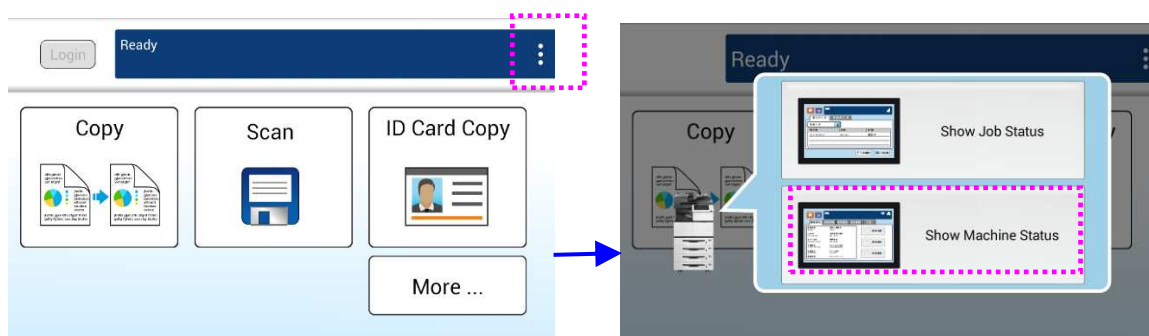 Login
Ready
Copy
Scan
ID Card Copy
More ...
Ready
Copy
Show Job Status
Show Machine Status